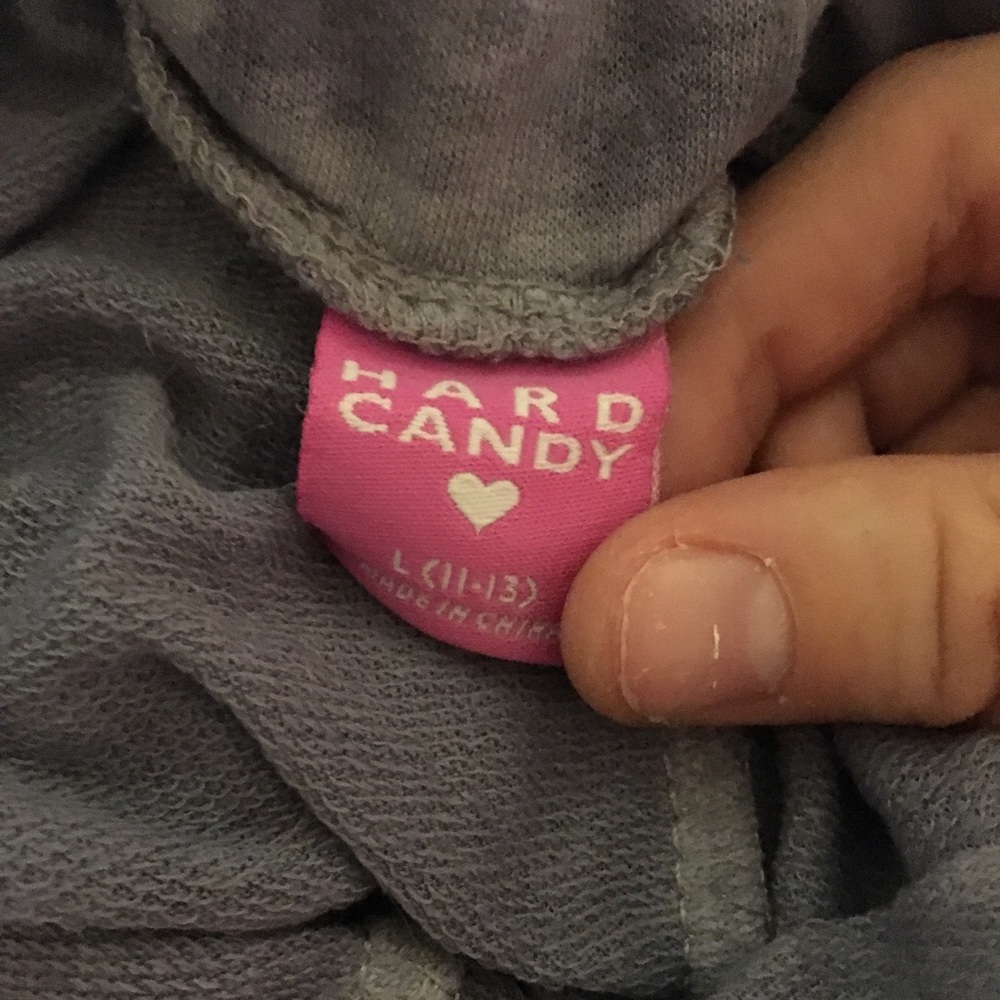 HARD
CANDY
L (11-13)
MADE IN CHINA